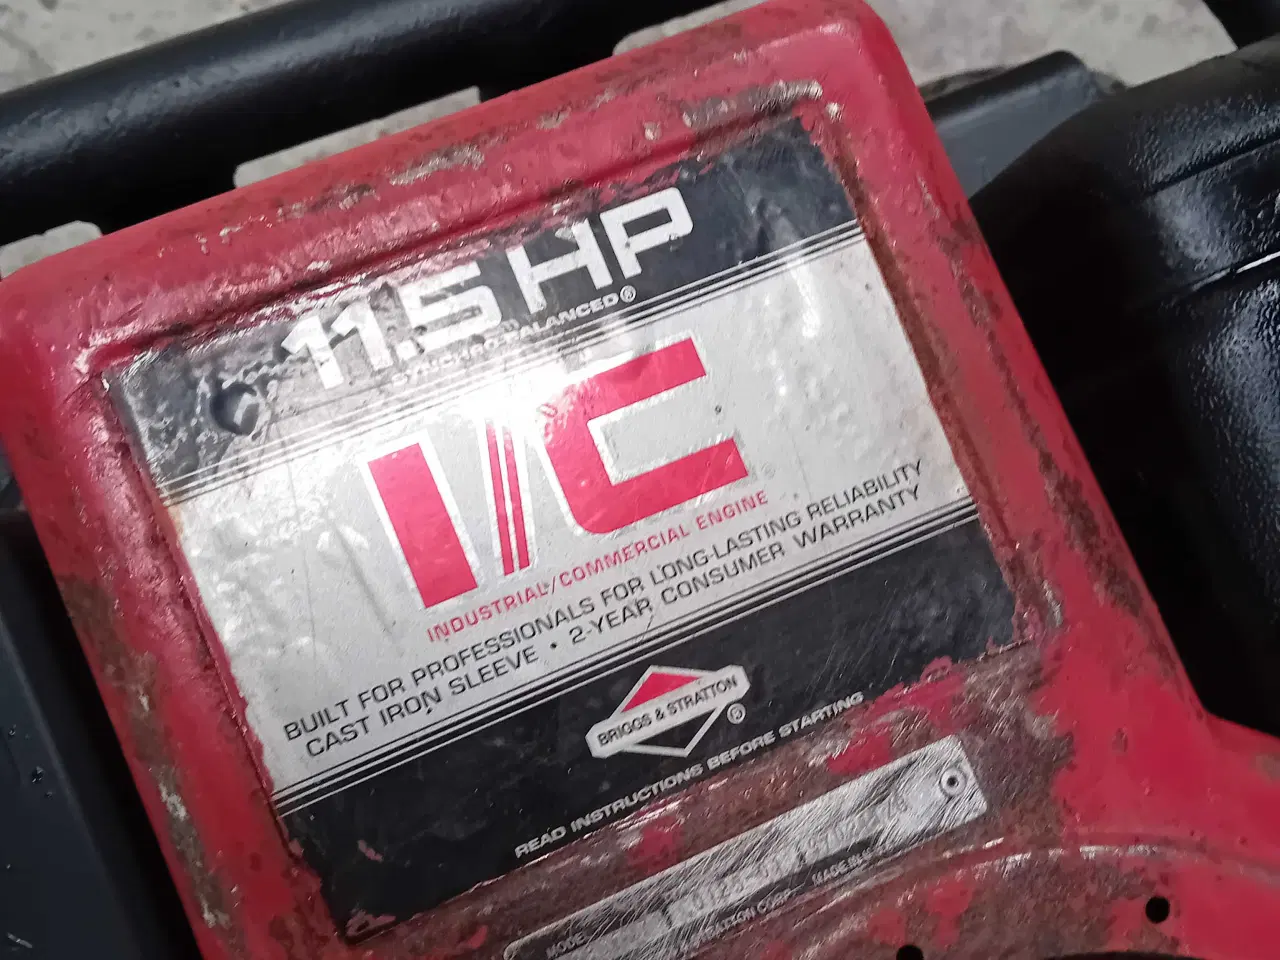 11.5 HP
SYNCHRO-BALANCED®
I/C
INDUSTRIAL/COMMERCIAL ENGINE
BUILT FOR PROFESSIONALS FOR LONG-LASTING RELIABILITY
CAST IRON SLEEVE • 2-YEAR CONSUMER WARRANTY
BRIGGS & STRATTON
®
READ INSTRUCTIONS BEFORE STARTING